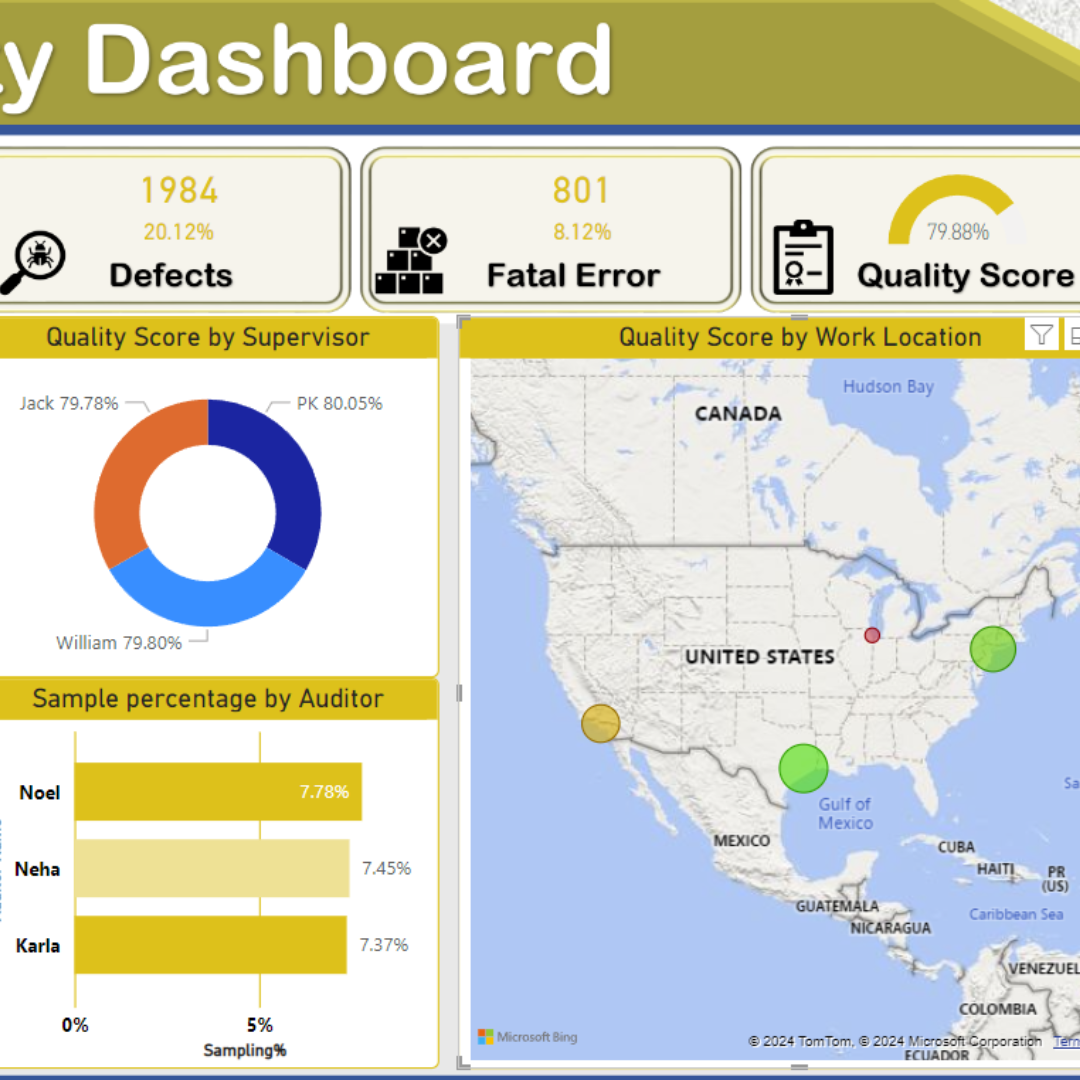 y Dashboard
1984
20.12%
Defects
801
8.12%
Fatal Error
79.88%
Quality Score
Quality Score by Supervisor
Jack 79.78%
PK 80.05%
William 79.80%
Sample percentage by Auditor
Noel
7.78%
Neha
7.45%
Karla
7.37%
0%
5%
Sampling%
Quality Score by Work Location
Hudson Bay
CANADA
UNITED STATES
Gulf of
Mexico
MEXICO
CUBA
HAITI
PR
(US)
GUATEMALA
NICARAGUA
Caribbean Sea
VENEZUEL
COLOMBIA
ECUADOR
Sa
Microsoft Bing
© 2024 TomTom, © 2024 Microsoft Corporation
Tern